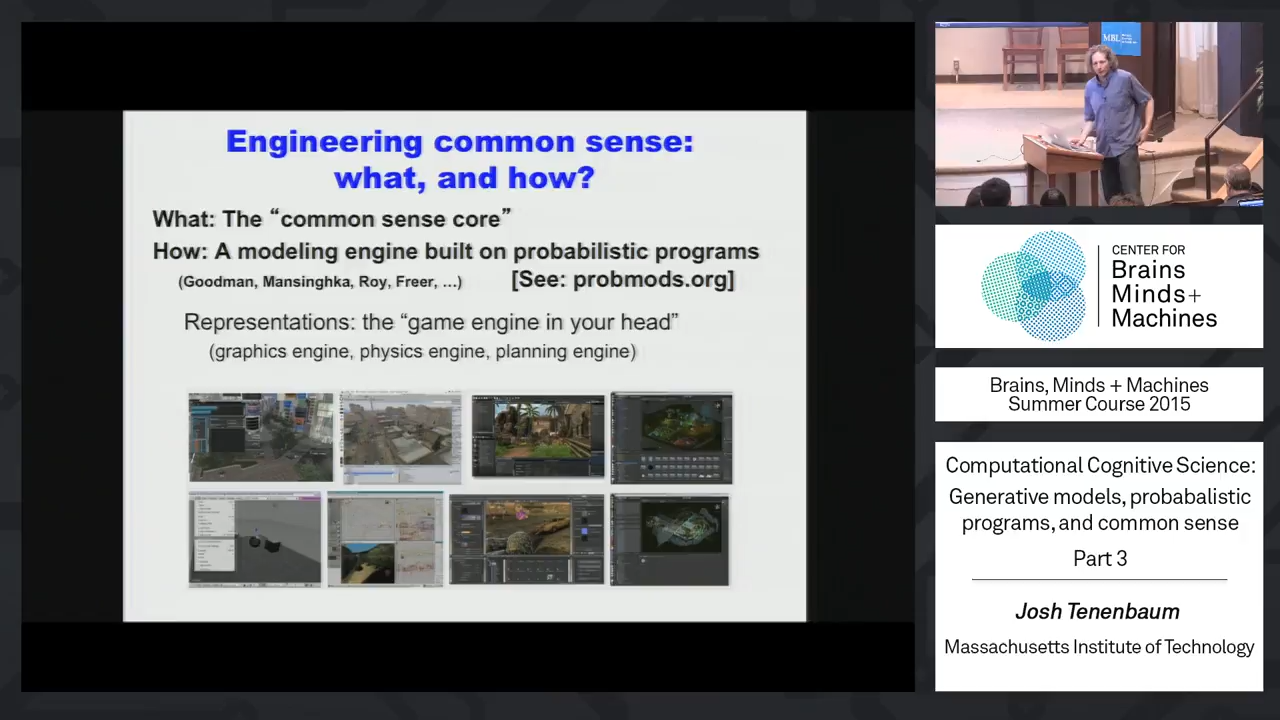 Engineering common sense:
what, and how?
What: The “common sense core”
How: A modeling engine built on probabilistic programs
(Goodman, Mansinghka, Roy, Freer, ...)
[See: probmods.org]
Representations: the “game engine in your head”
(graphics engine, physics engine, planning engine)
MBL
CENTER FOR
Brains
Minds+
Machines
Brains, Minds + Machines
Summer Course 2015
Computational Cognitive Science:
Generative models, probabalistic
programs, and common sense
Part 3
Josh Tenenbaum
Massachusetts Institute of Technology